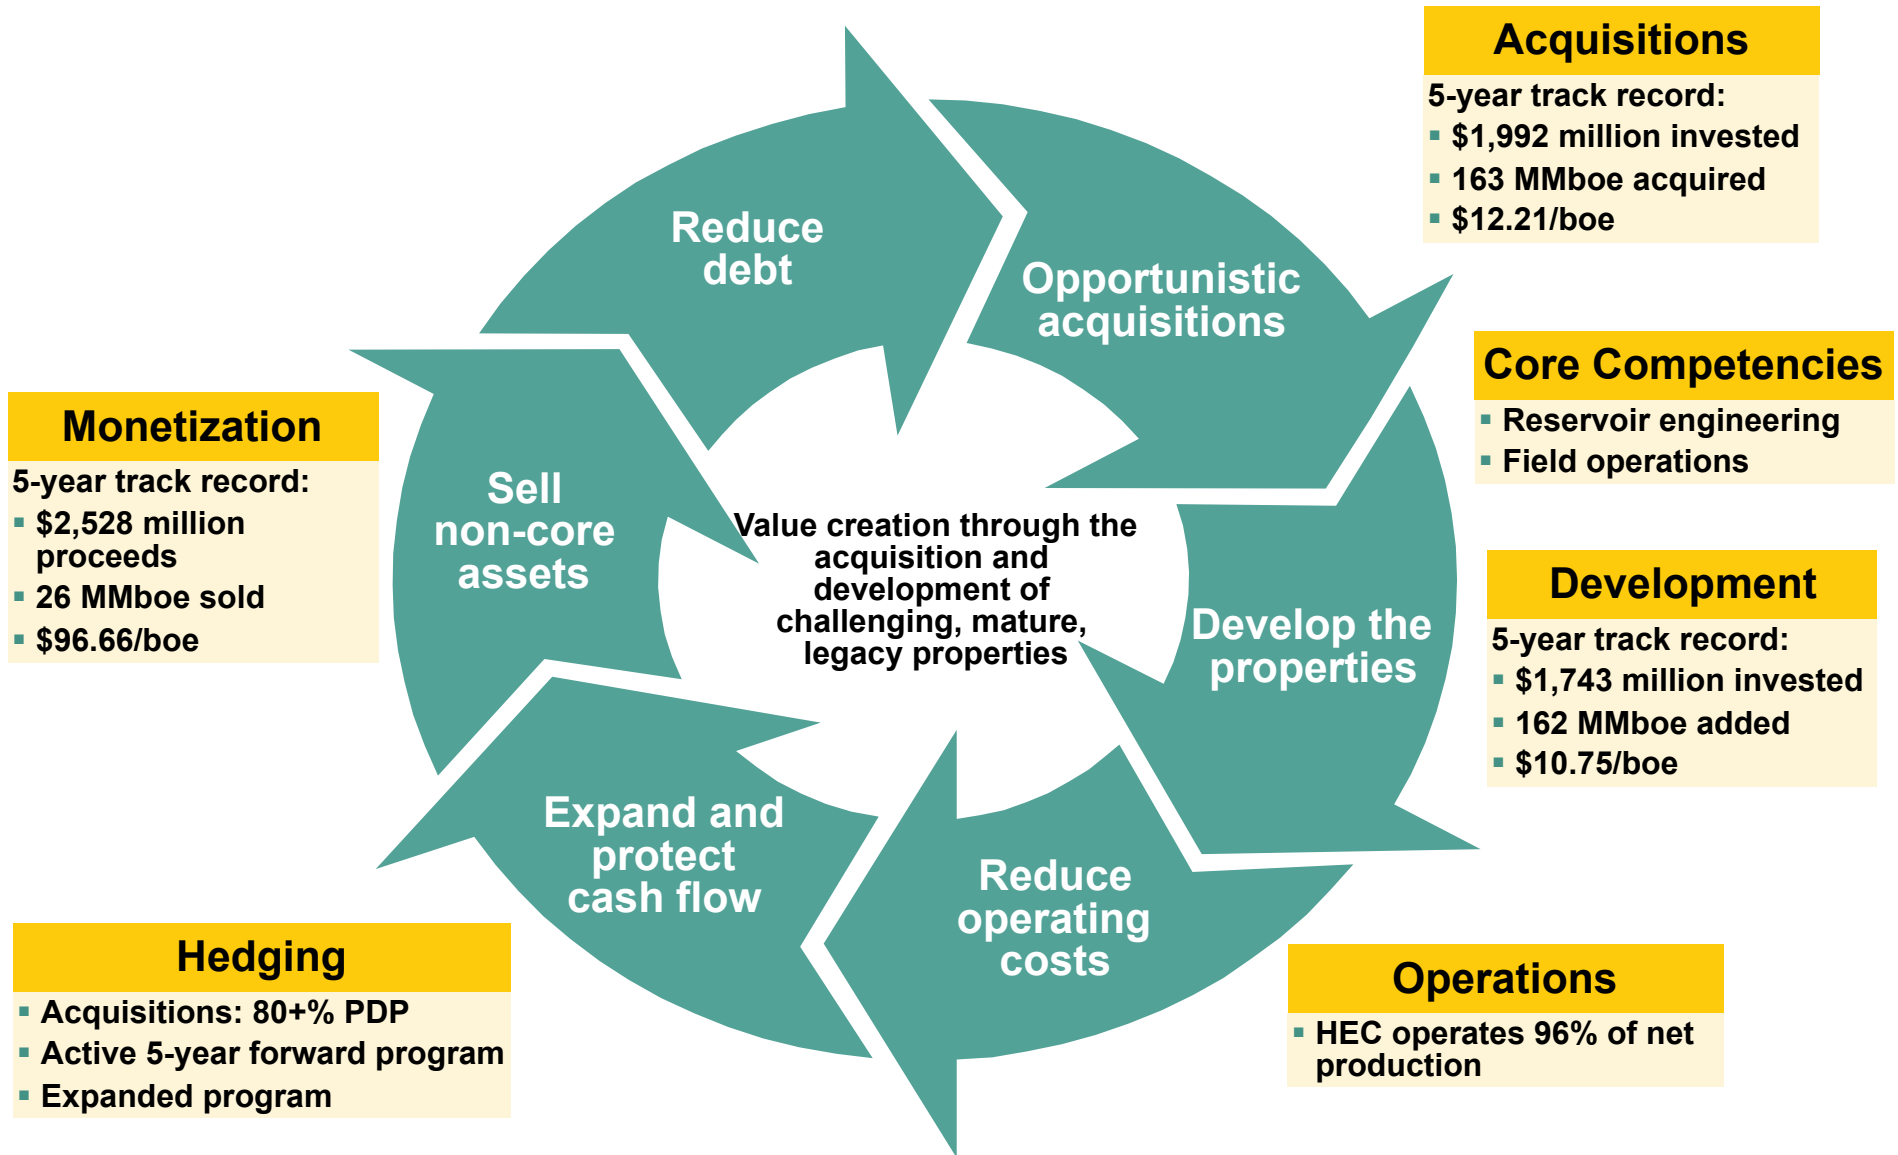 Acquisitions
5-year track record:
▪ $1,992 million invested
▪ 163 MMboe acquired
▪ $12.21/boe
Reduce
debt
Opportunistic
acquisitions
Core Competencies
▪ Reservoir engineering
▪ Field operations
Monetization
5-year track record:
▪ $2,528 million
proceeds
▪ 26 MMboe sold
▪ $96.66/boe
Sell
non-core
assets
Value creation through the
acquisition and
development of
challenging, mature,
legacy properties
Develop the
properties
Development
5-year track record:
▪ $1,743 million invested
▪ 162 MMboe added
▪ $10.75/boe
Expand and
protect
cash flow
Reduce
operating
costs
Hedging
▪ Acquisitions: 80+% PDP
▪ Active 5-year forward program
▪ Expanded program
Operations
▪ HEC operates 96% of net
production